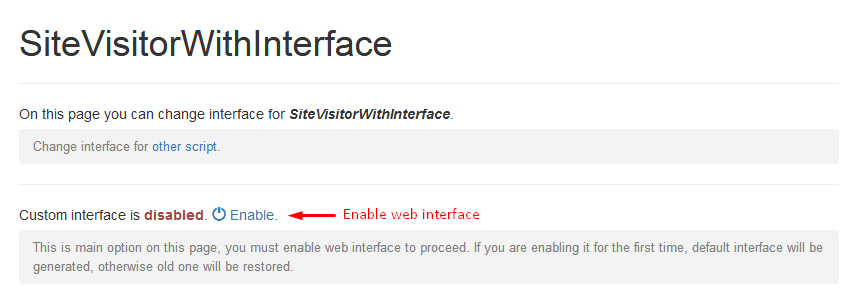 SiteVisitorWithInterface
On this page you can change interface for SiteVisitorWithInterface.
Change interface for other script.
Custom interface is disabled. Enable. Enable web interface
This is main option on this page, you must enable web interface to proceed. If you are enabling it for the first time, default interface will be
generated, otherwise old one will be restored.